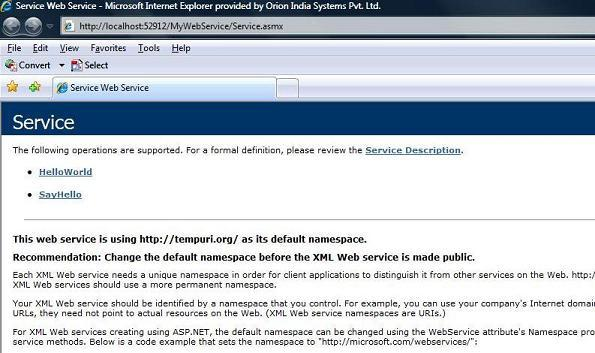 Service Web Service - Microsoft Internet Explorer provided by Orion India Systems Pvt. Ltd.
http://localhost:52912/MyWebService/Service.asmx
File Edit View Favorites Tools Help
Convert Select
Service Web Service
Service
The following operations are supported. For a formal definition, please review the Service Description.
HelloWorld
SayHello
This web service is using http://tempuri.org/ as its default namespace.
Recommendation: Change the default namespace before the XML Web service is made public.
Each XML Web service needs a unique namespace in order for client applications to distinguish it from other services on the Web. http:/
XML Web services should use a more permanent namespace.
Your XML Web service should be identified by a namespace that you control. For example, you can use your company's Internet domai
URLs, they need not point to actual resources on the Web. (XML Web service namespaces are URIs.)
For XML Web services creating using ASP.NET, the default namespace can be changed using the WebService attribute's Namespace pro
service methods. Below is a code example that sets the namespace to "http://microsoft.com/webservices/":